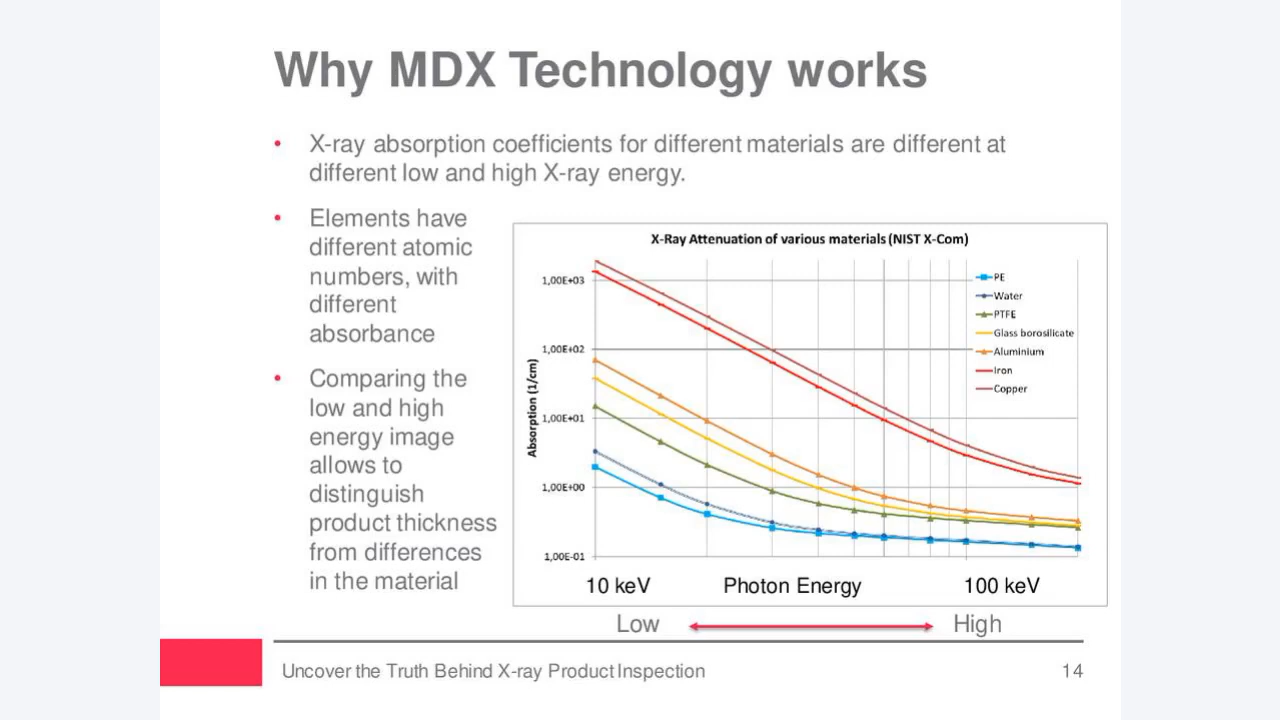 Why MDX Technology works
• X-ray absorption coefficients for different materials are different at
different low and high X-ray energy.
• Elements have
different atomic
numbers, with
different
absorbance
• Comparing the
low and high
energy image
allows to
distinguish
product thickness
from differences
in the material
X-Ray Attenuation of various materials (NIST X-Com)
Absorption (1/cm)
1,00E+03
1,00E+02
1,00E+01
1,00E+00
1,00E-01
PE
Water
PTFE
Glass borosilicate
Aluminium
Iron
Copper
10 keV Photon Energy 100 keV
Low High
Uncover the Truth Behind X-ray Product Inspection 14